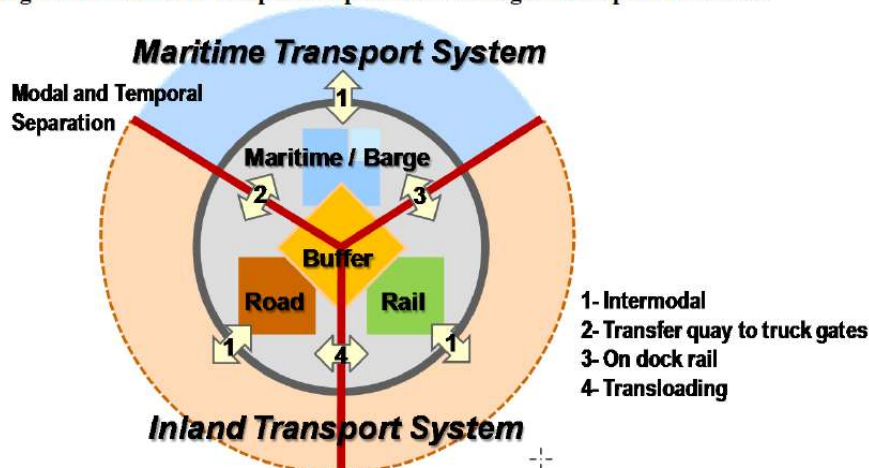 Maritime Transport System
Modal and Temporal
Separation
1
Maritime / Barge
2
3
Buffer
Road
Rail
1
4
1
1- Intermodal
2- Transfer quay to truck gates
3- On dock rail
4- Transloading
Inland Transport System